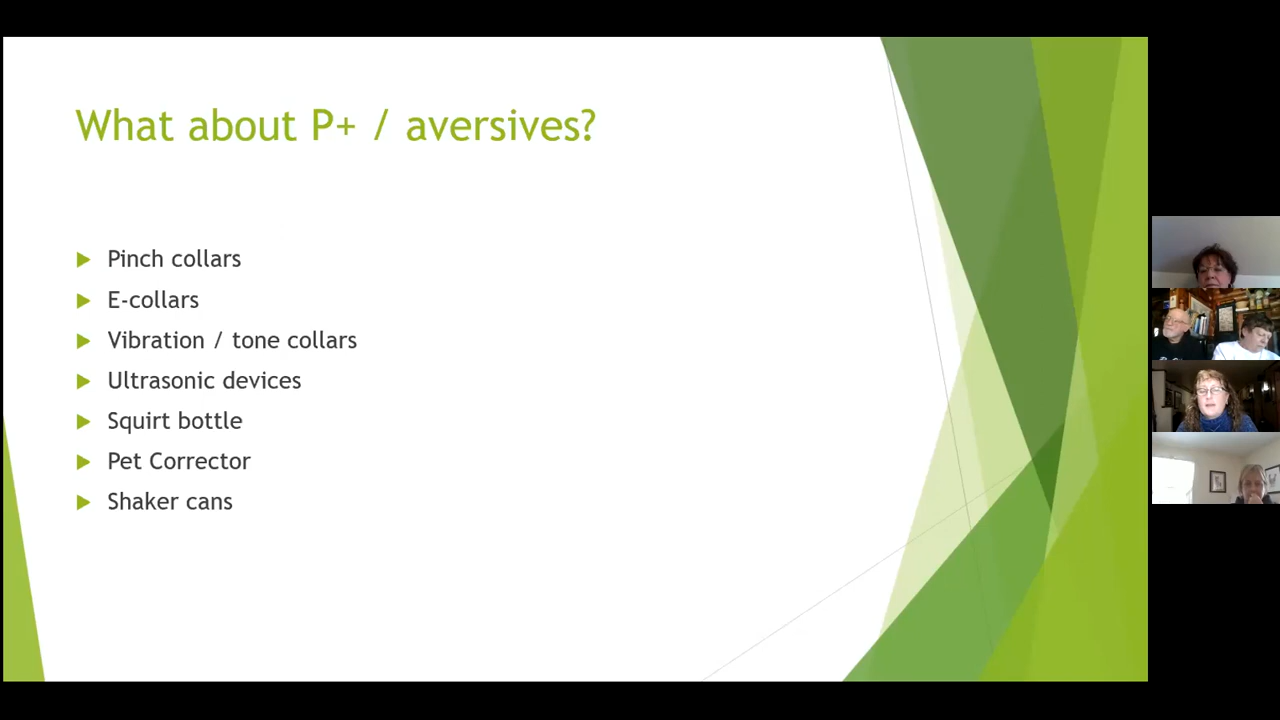 What about P+ / aversives?
Pinch collars
E-collars
Vibration / tone collars
Ultrasonic devices
Squirt bottle
Pet Corrector
Shaker cans